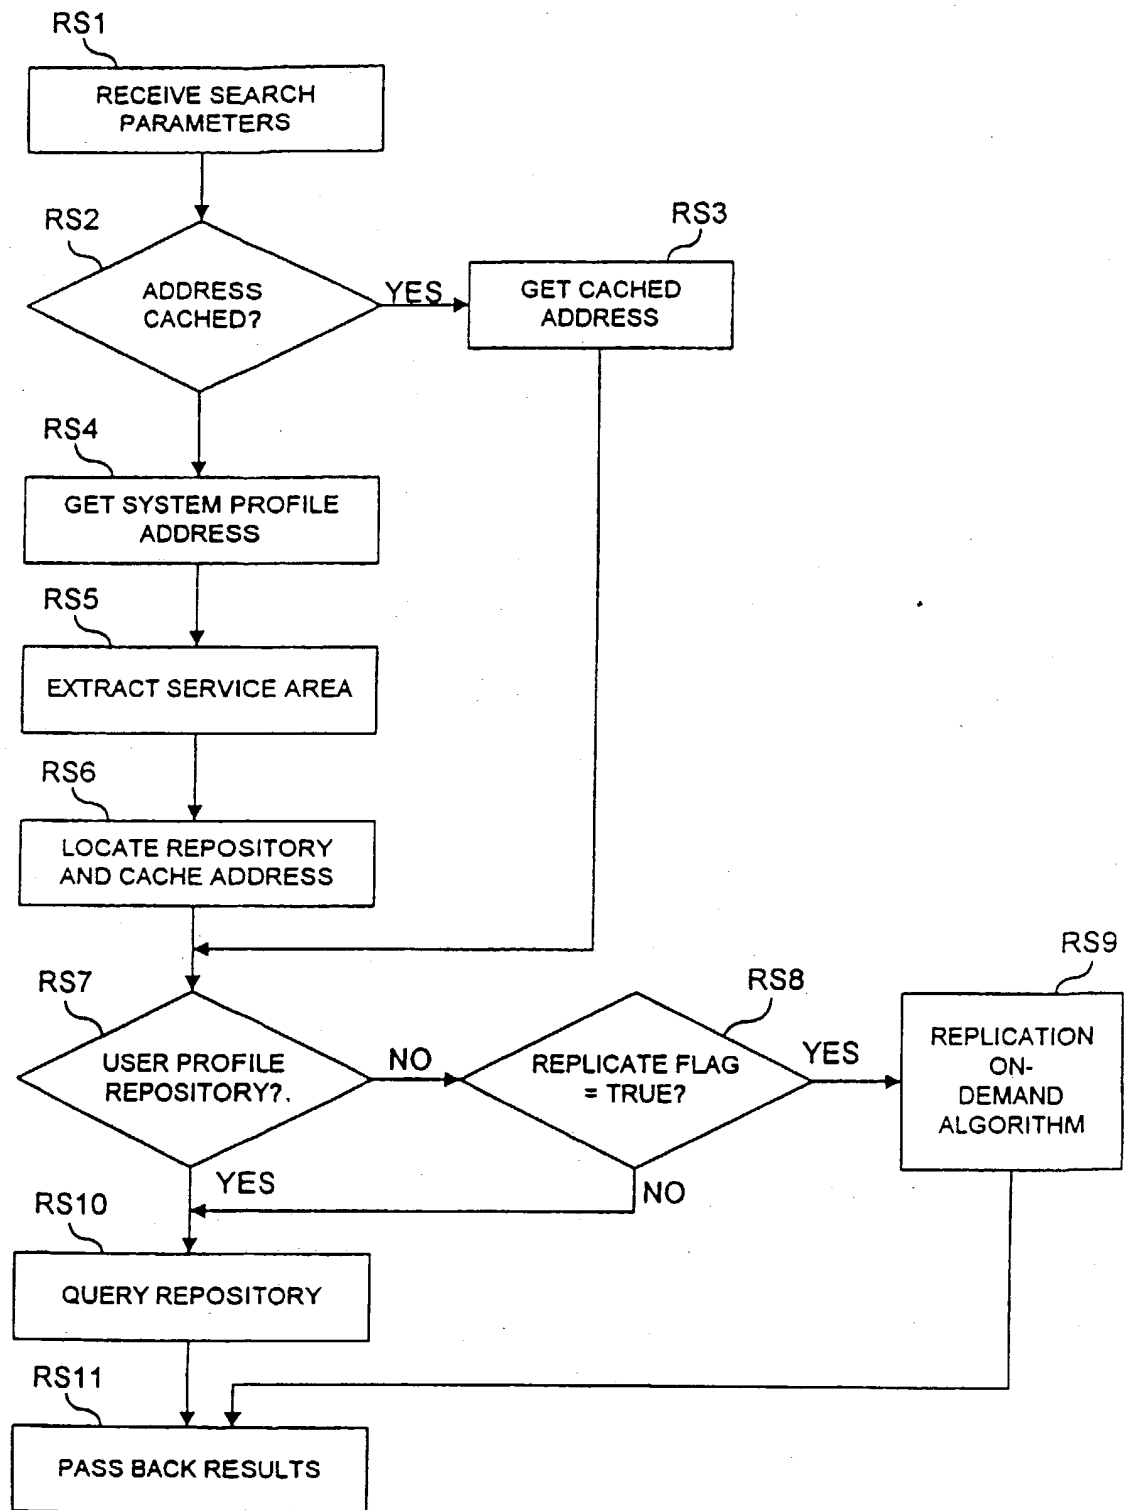 RS1
RECEIVE SEARCH
PARAMETERS
RS2
ADDRESS
CACHED?
YES
RS3
GET CACHED
ADDRESS
RS4
GET SYSTEM PROFILE
ADDRESS
RS5
EXTRACT SERVICE AREA
RS6
LOCATE REPOSITORY
AND CACHE ADDRESS
RS7
USER PROFILE
REPOSITORY?.
NO
RS8
REPLICATE FLAG
= TRUE?
YES
RS9
REPLICATION
ON-
DEMAND
ALGORITHM
YES
NO
RS10
QUERY REPOSITORY
RS11
PASS BACK RESULTS